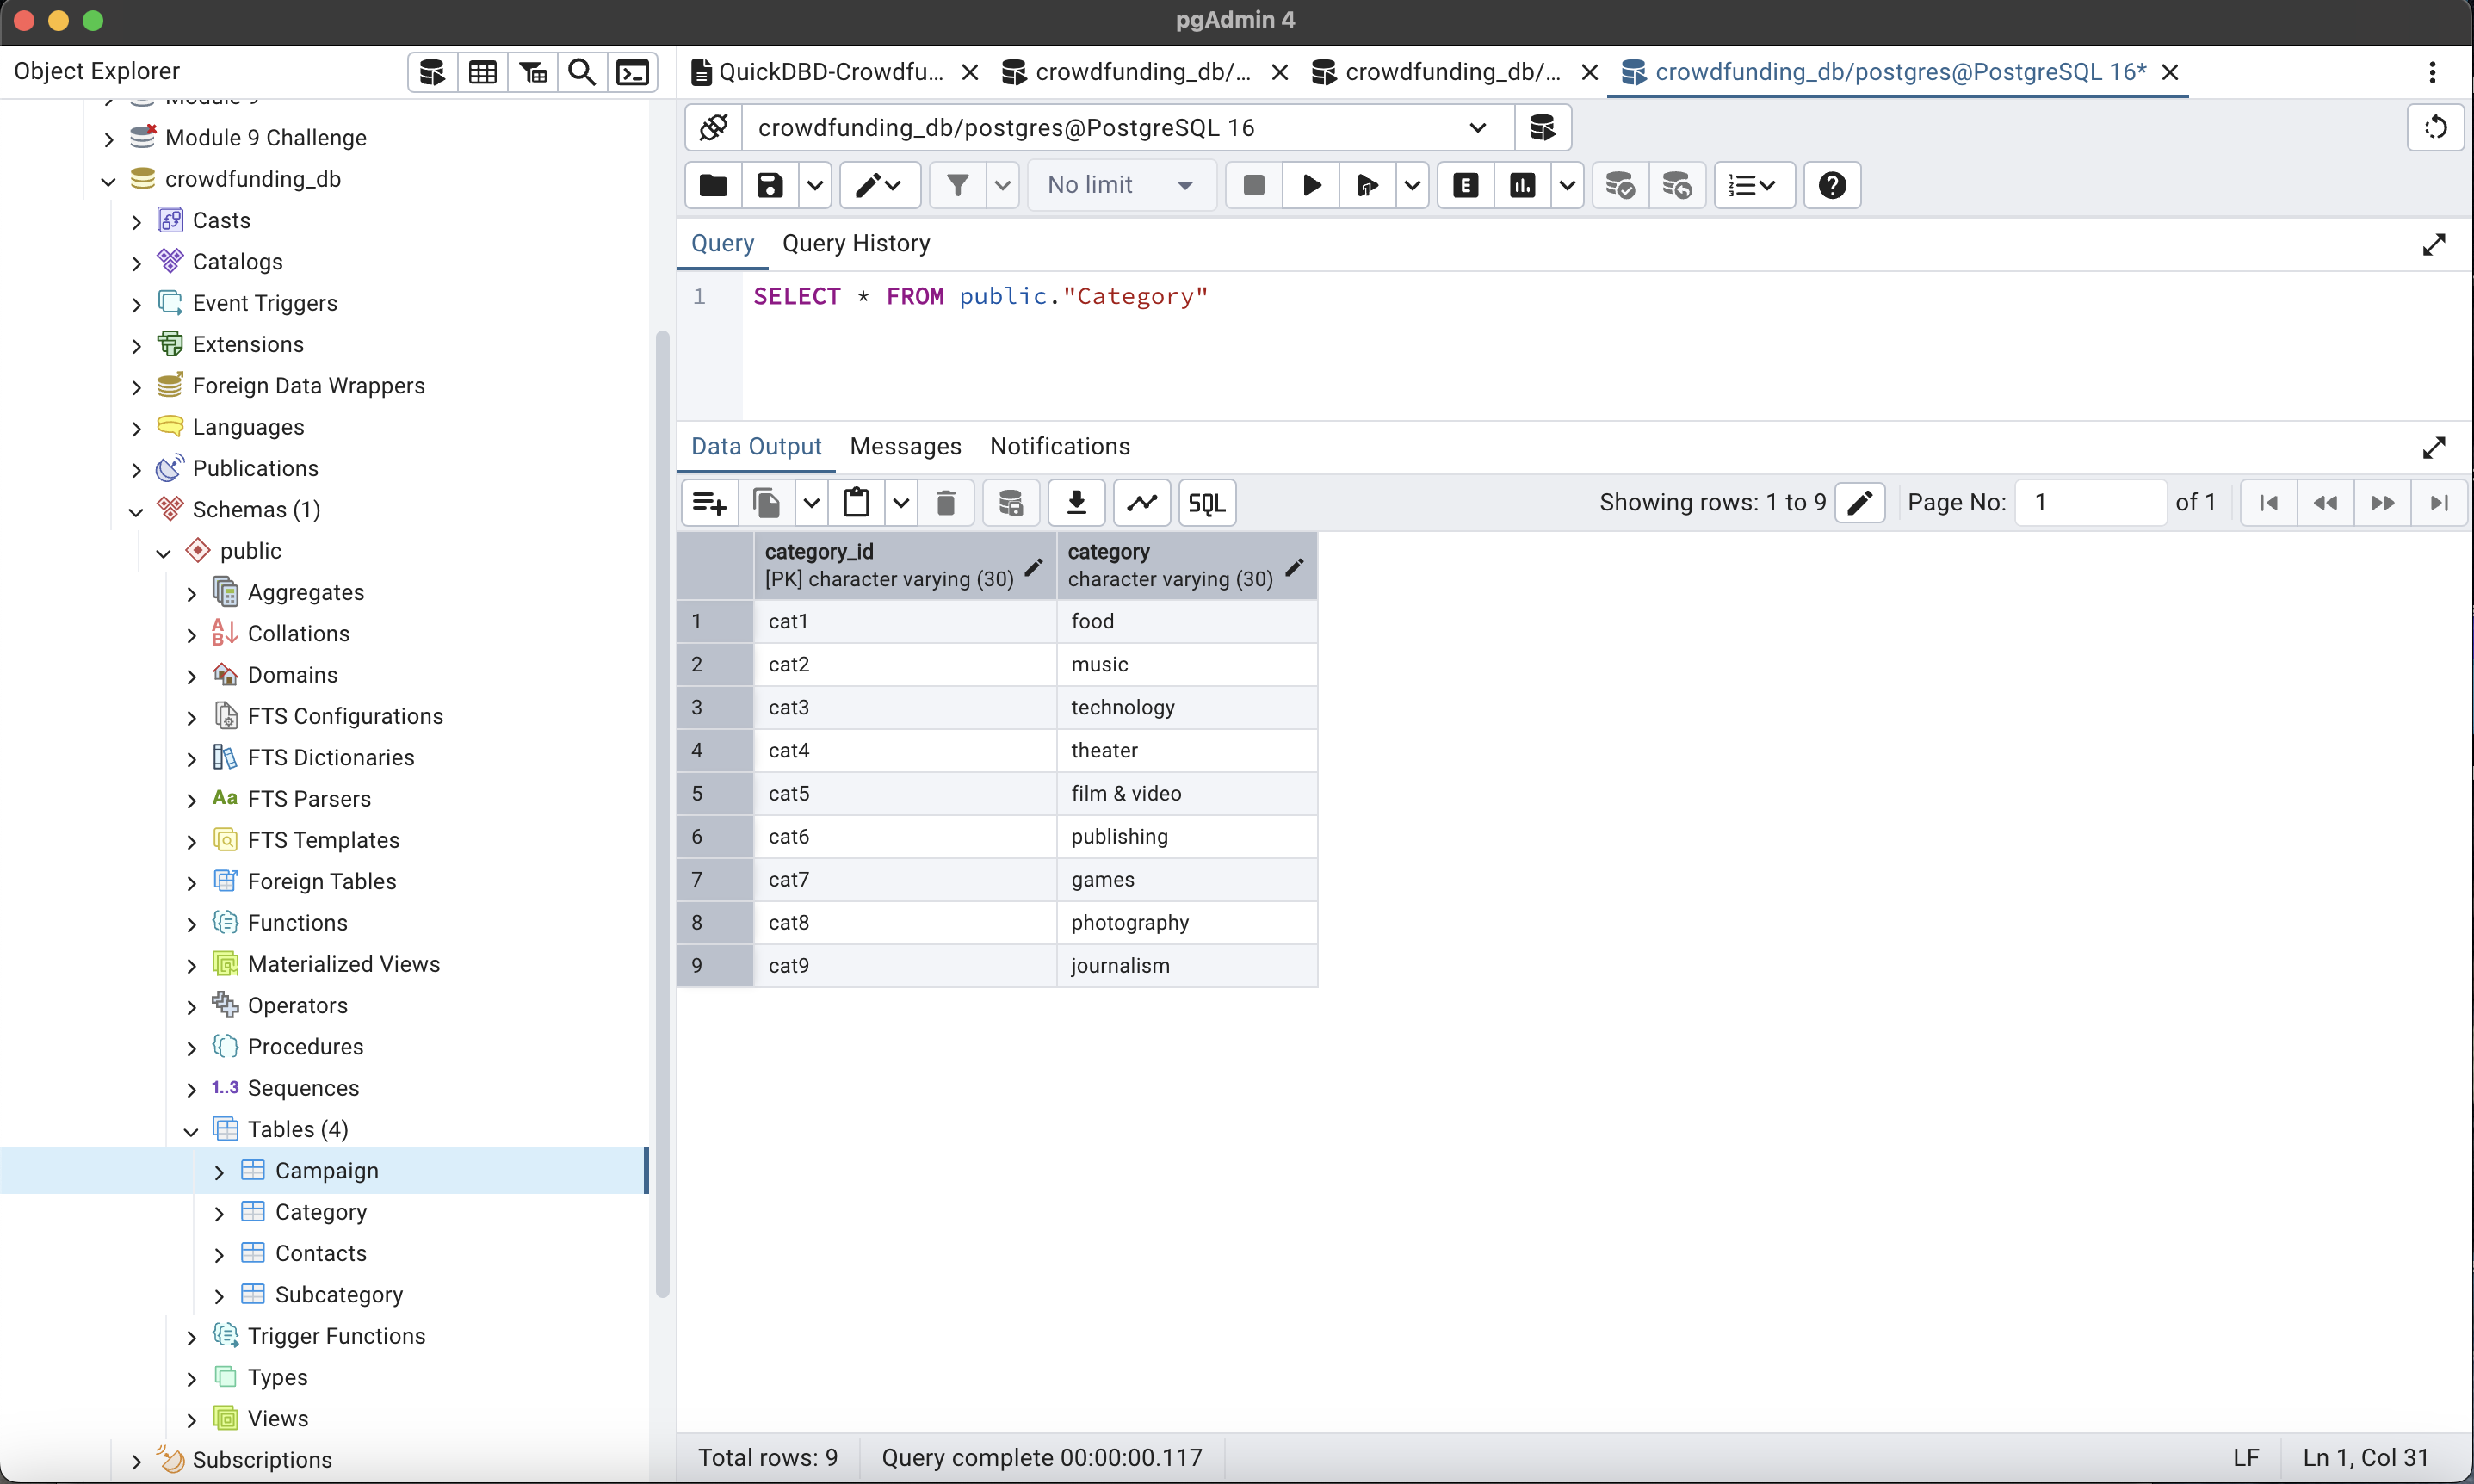 pgAdmin 4
Object Explorer
QuickDBD-Crowdfu...
crowdfunding_db/...
crowdfunding_db/...
crowdfunding_db/postgres@PostgreSQL 16*
Module 9
Module 9 Challenge
crowdfunding_db
Casts
Catalogs
Event Triggers
Extensions
Foreign Data Wrappers
Languages
Publications
Schemas (1)
public
Aggregates
Collations
Domains
FTS Configurations
FTS Dictionaries
Aa FTS Parsers
FTS Templates
Foreign Tables
Functions
Materialized Views
Operators
Procedures
1..3 Sequences
Tables (4)
Campaign
Category
Contacts
Subcategory
Trigger Functions
Types
Views
Subscriptions
crowdfunding_db/postgres@PostgreSQL 16
No limit
E
Query
Query History
1 SELECT * FROM public."Category"
Data Output
Messages
Notifications
SQL
Showing rows: 1 to 9
Page No: 1 of 1
category_id category
[PK] character varying (30) character varying (30)
1 cat1 food
2 cat2 music
3 cat3 technology
4 cat4 theater
5 cat5 film & video
6 cat6 publishing
7 cat7 games
8 cat8 photography
9 cat9 journalism
Total rows: 9
Query complete 00:00:00.117
LF
Ln 1, Col 31